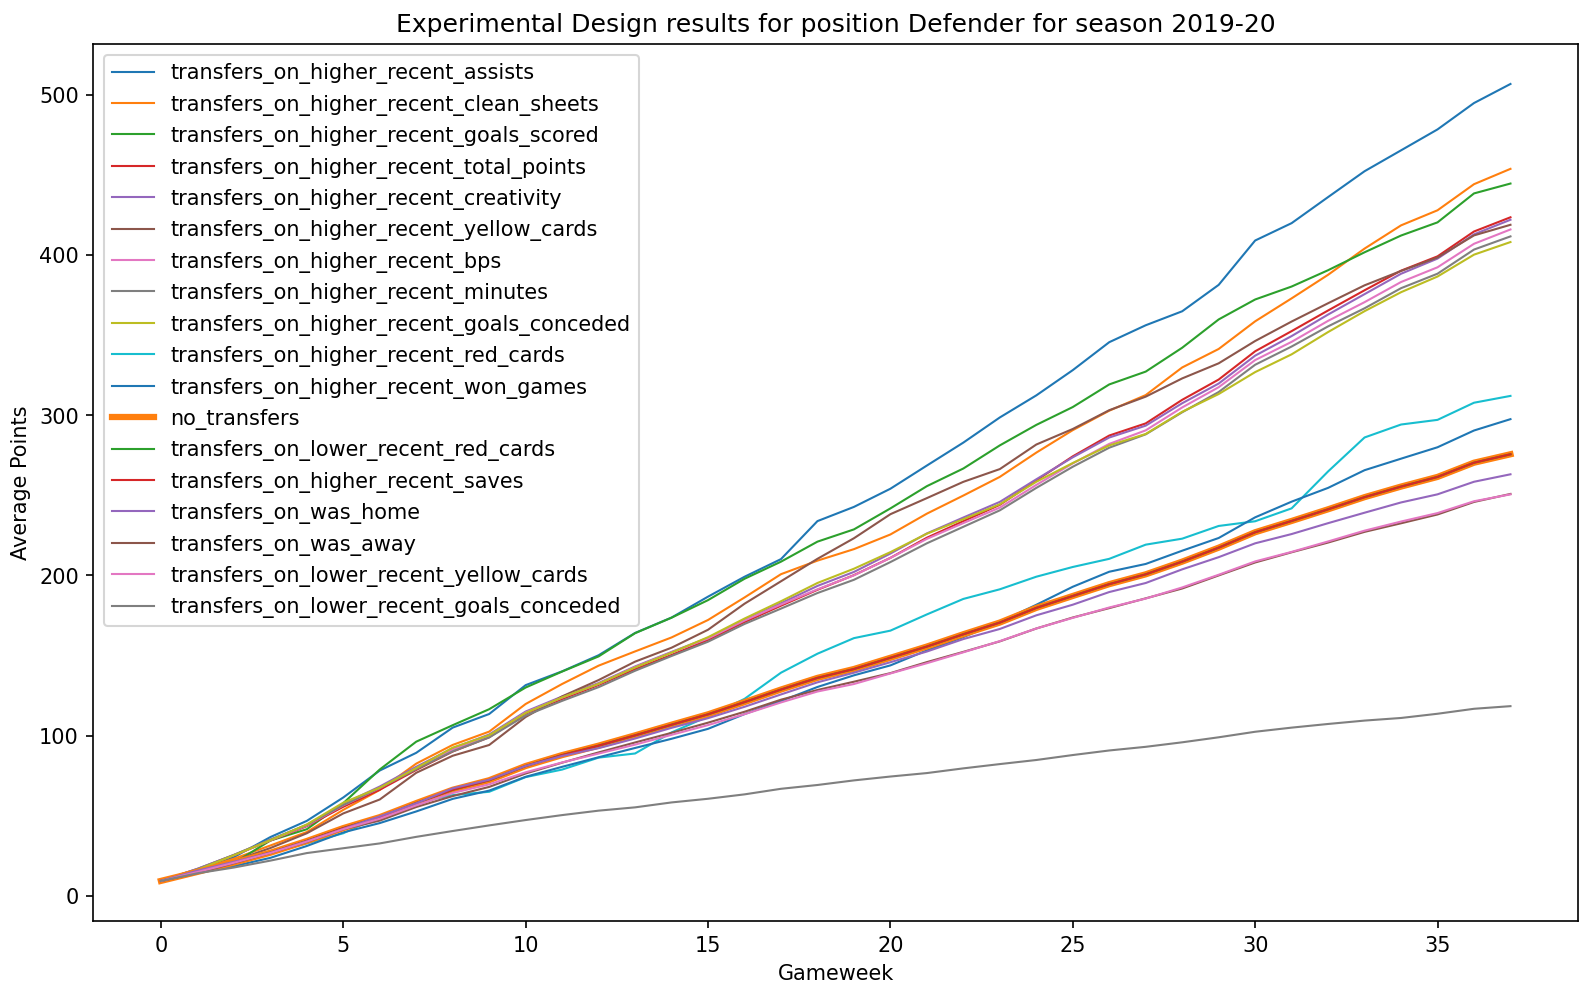 Experimental Design results for position Defender for season 2019-20
transfers_on_higher_recent_assists
transfers_on_higher_recent_clean_sheets
transfers_on_higher_recent_goals_scored
transfers_on_higher_recent_total_points
transfers_on_higher_recent_creativity
transfers_on_higher_recent_yellow_cards
transfers_on_higher_recent_bps
transfers_on_higher_recent_minutes
transfers_on_higher_recent_goals_conceded
transfers_on_higher_recent_red_cards
transfers_on_higher_recent_won_games
no_transfers
transfers_on_lower_recent_red_cards
transfers_on_higher_recent_saves
transfers_on_was_home
transfers_on_was_away
transfers_on_lower_recent_yellow_cards
transfers_on_lower_recent_goals_conceded
500
400
300
200
100
0
Average Points
0 5 10 15 20 25 30 35
Gameweek